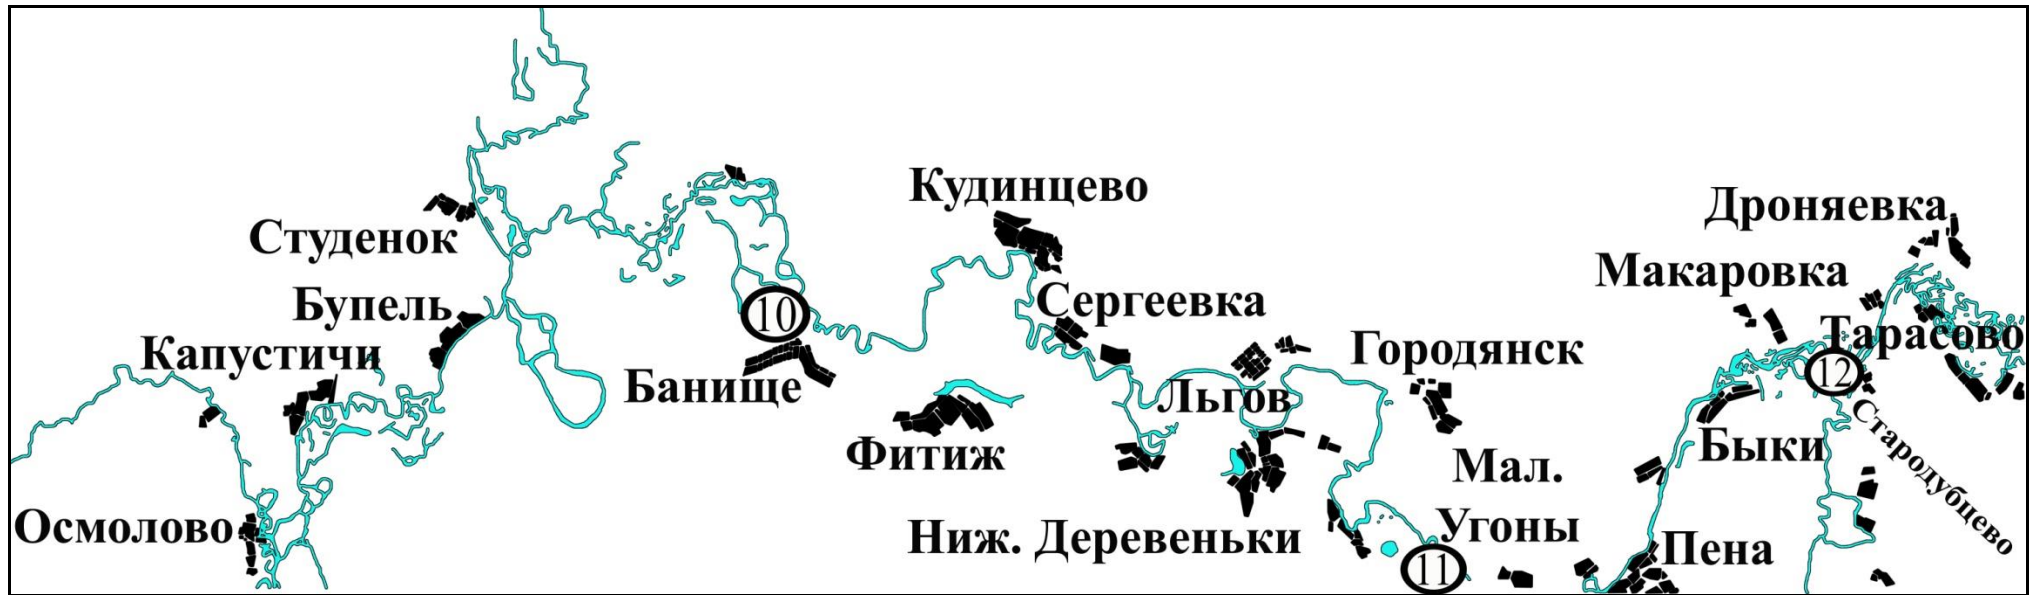 Кудинцево
Дроняевка
Студенок
Макаровка
Бупель
Сергеевка
10
Капустичи
Городянск
Тарасово
12
Банище
Льгов
Стародубцево
Фитиж
Быки
Мал.
Угоны
Осмолово
Ниж. Деревеньки
Пена
11